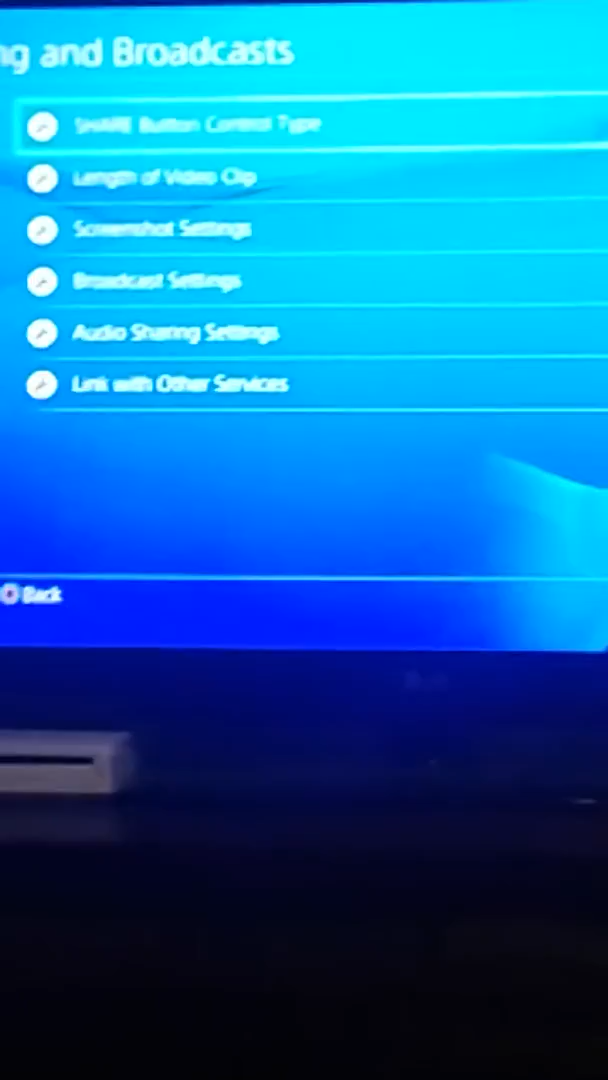 ng and Broadcasts
SHARE Button Control Type
Length of Video Clip
Screenshot Settings
Broadcast Settings
Audio Sharing Settings
Link with Other Services
Back